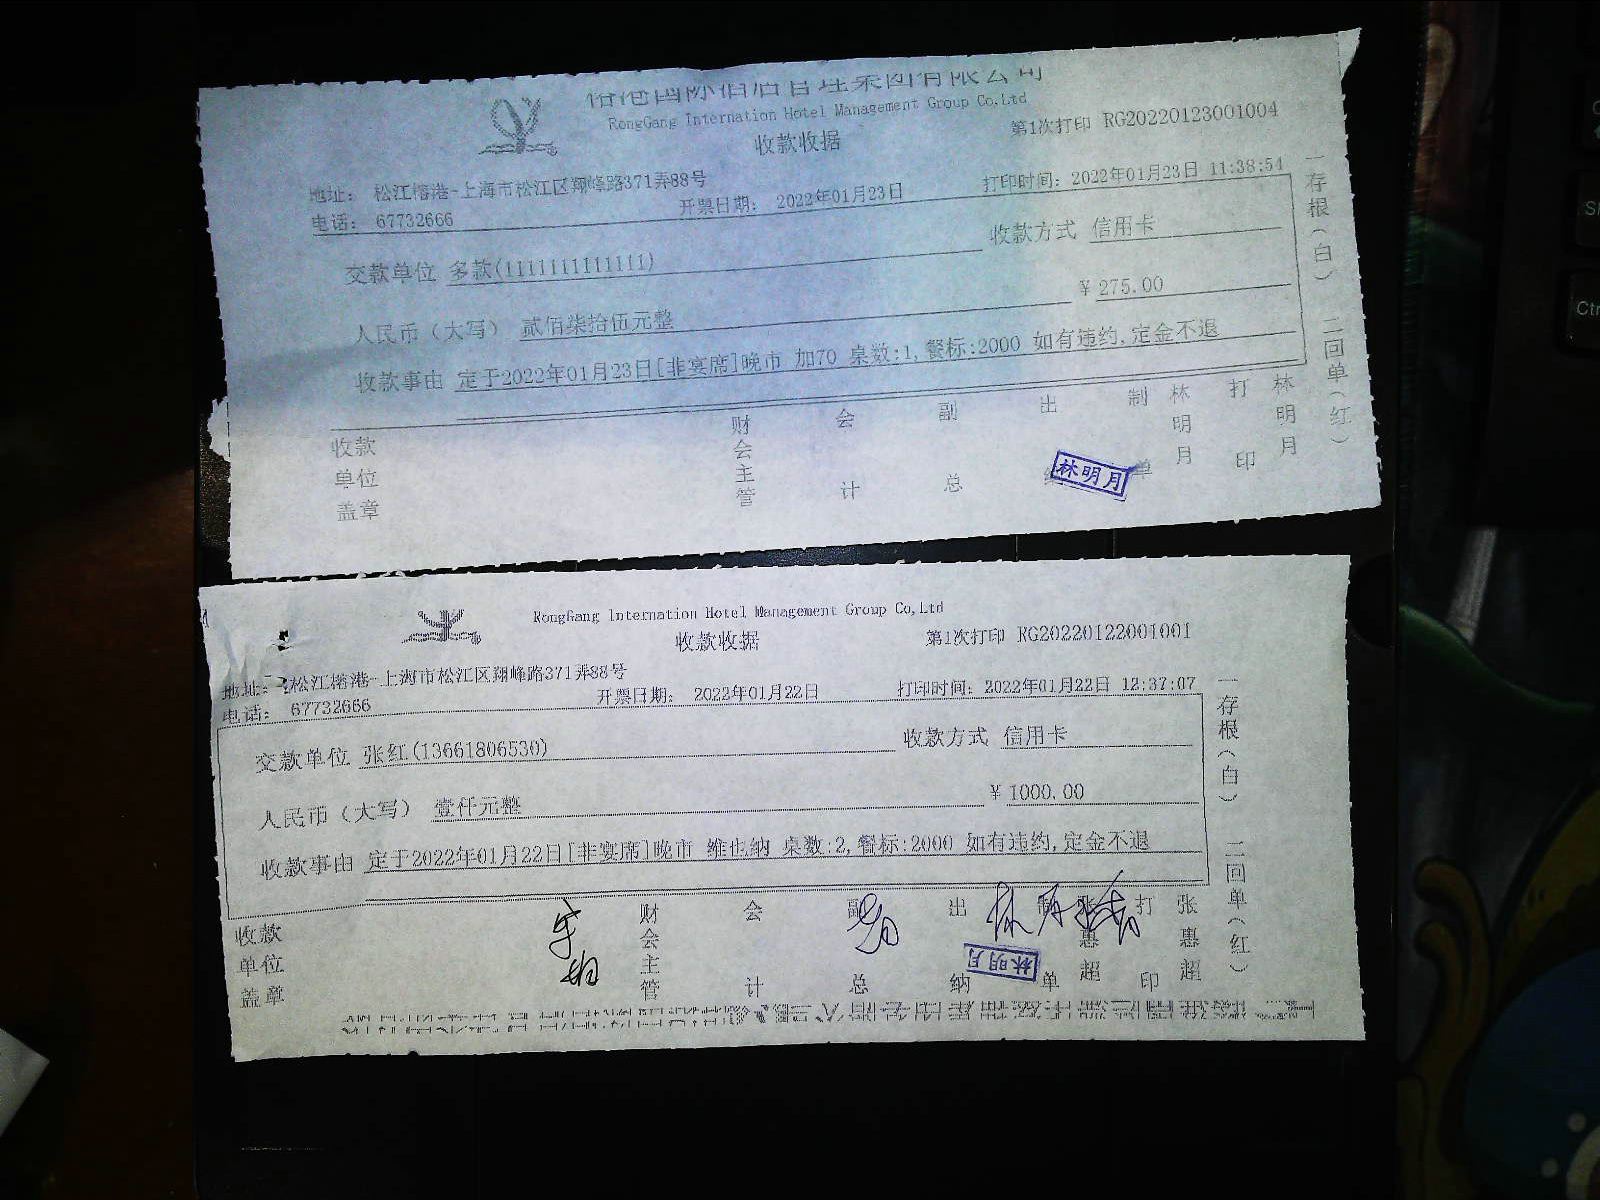 榕港国际酒店管理集团有限公司
RongGang Internation Hotel Management Group Co,Ltd
收款收据
第1次打印 RG20220123001004
地址: 松江榕港-上海市松江区翔峰路371弄88号
电话: 67732666
开票日期: 2022年01月23日
打印时间: 2022年01月23日 11:38:54
交款单位 多款(1111111111111)
收款方式 信用卡
人民币(大写) 贰佰柒拾伍元整
¥275.00
收款事由 定于2022年01月23日[非宴席]晚市 加70 桌数:1,餐标:2000 如有违约,定金不退
收款单位盖章
财会主管
会计
副总
出纳
制单
林明月
打印
林明月
林明月
一存根(白)
二回单(红)
RongGang Internation Hotel Management Group Co,Ltd
收款收据
第1次打印 RG20220122001001
地址: 松江榕港-上海市松江区翔峰路371弄88号
电话: 67732666
开票日期: 2022年01月22日
打印时间: 2022年01月22日 12:37:07
交款单位 张红(13661806530)
收款方式 信用卡
人民币(大写) 壹仟元整
¥1000.00
收款事由 定于2022年01月22日[非宴席]晚市 维也纳 桌数:2,餐标:2000 如有违约,定金不退
收款单位盖章
财会主管
会计
副总
出纳
制单
张惠超
打印
张惠超
林明月
一存根(白)
二回单(红)